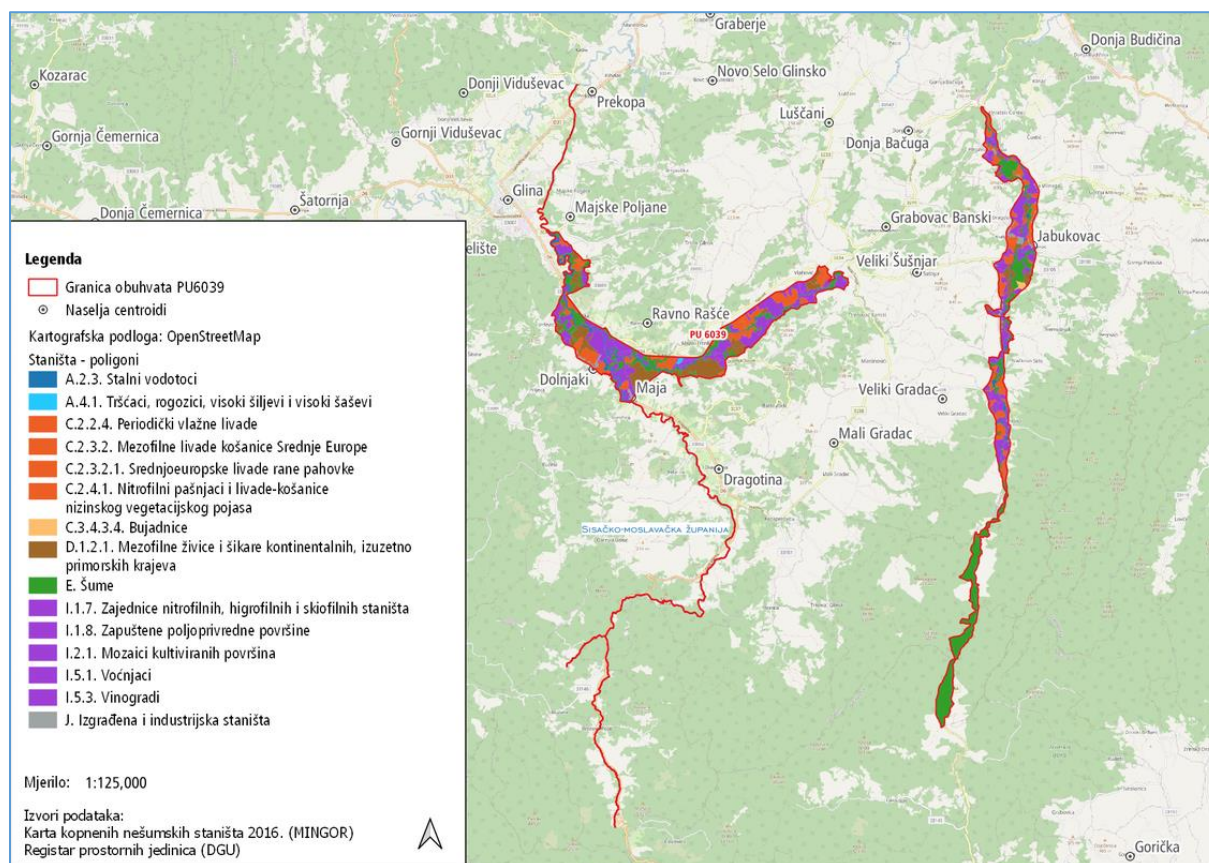 Graberje
Donja Budičina
Kozarac
Donji Viduševac
Novo Selo Glinsko
Prekopa
Luščani
Donja Bačuga
Gornja Čemernica
Gornji Viduševac
Glina
Šatornja
Majske Poljane
Donja Čemernica
Grabovac Banski
Jabukovac
Veliki Šušnjar
Ravno Rašće
PU 6039
Dolnjaki
Maja
Veliki Gradac
Mali Gradac
Dragotina
Sisačko-moslavačka županija
Gorička
Legenda
Granica obuhvata PU6039
Naselja centroidi
Kartografska podloga: OpenStreetMap
Staništa - poligoni
A.2.3. Stalni vodotoci
A.4.1. Tršćaci, rogozici, visoki šiljevi i visoki šaševi
C.2.2.4. Periodički vlažne livade
C.2.3.2. Mezofilne livade košanice Srednje Europe
C.2.3.2.1. Srednjoeuropske livade rane pahovke
C.2.4.1. Nitrofilni pašnjaci i livade-košanice
nizinskog vegetacijskog pojasa
C.3.4.3.4. Bujadnice
D.1.2.1. Mezofilne živice i šikare kontinentalnih, izuzetno
primorskih krajeva
E. Šume
I.1.7. Zajednice nitrofilnih, higrofilnih i skiofilnih staništa
I.1.8. Zapuštene poljoprivredne površine
I.2.1. Mozaici kultiviranih površina
I.5.1. Voćnjaci
I.5.3. Vinogradi
J. Izgrađena i industrijska staništa
Mjerilo: 1:125,000
Izvori podataka:
Karta kopnenih nešumskih staništa 2016. (MINGOR)
Registar prostornih jedinica (DGU)